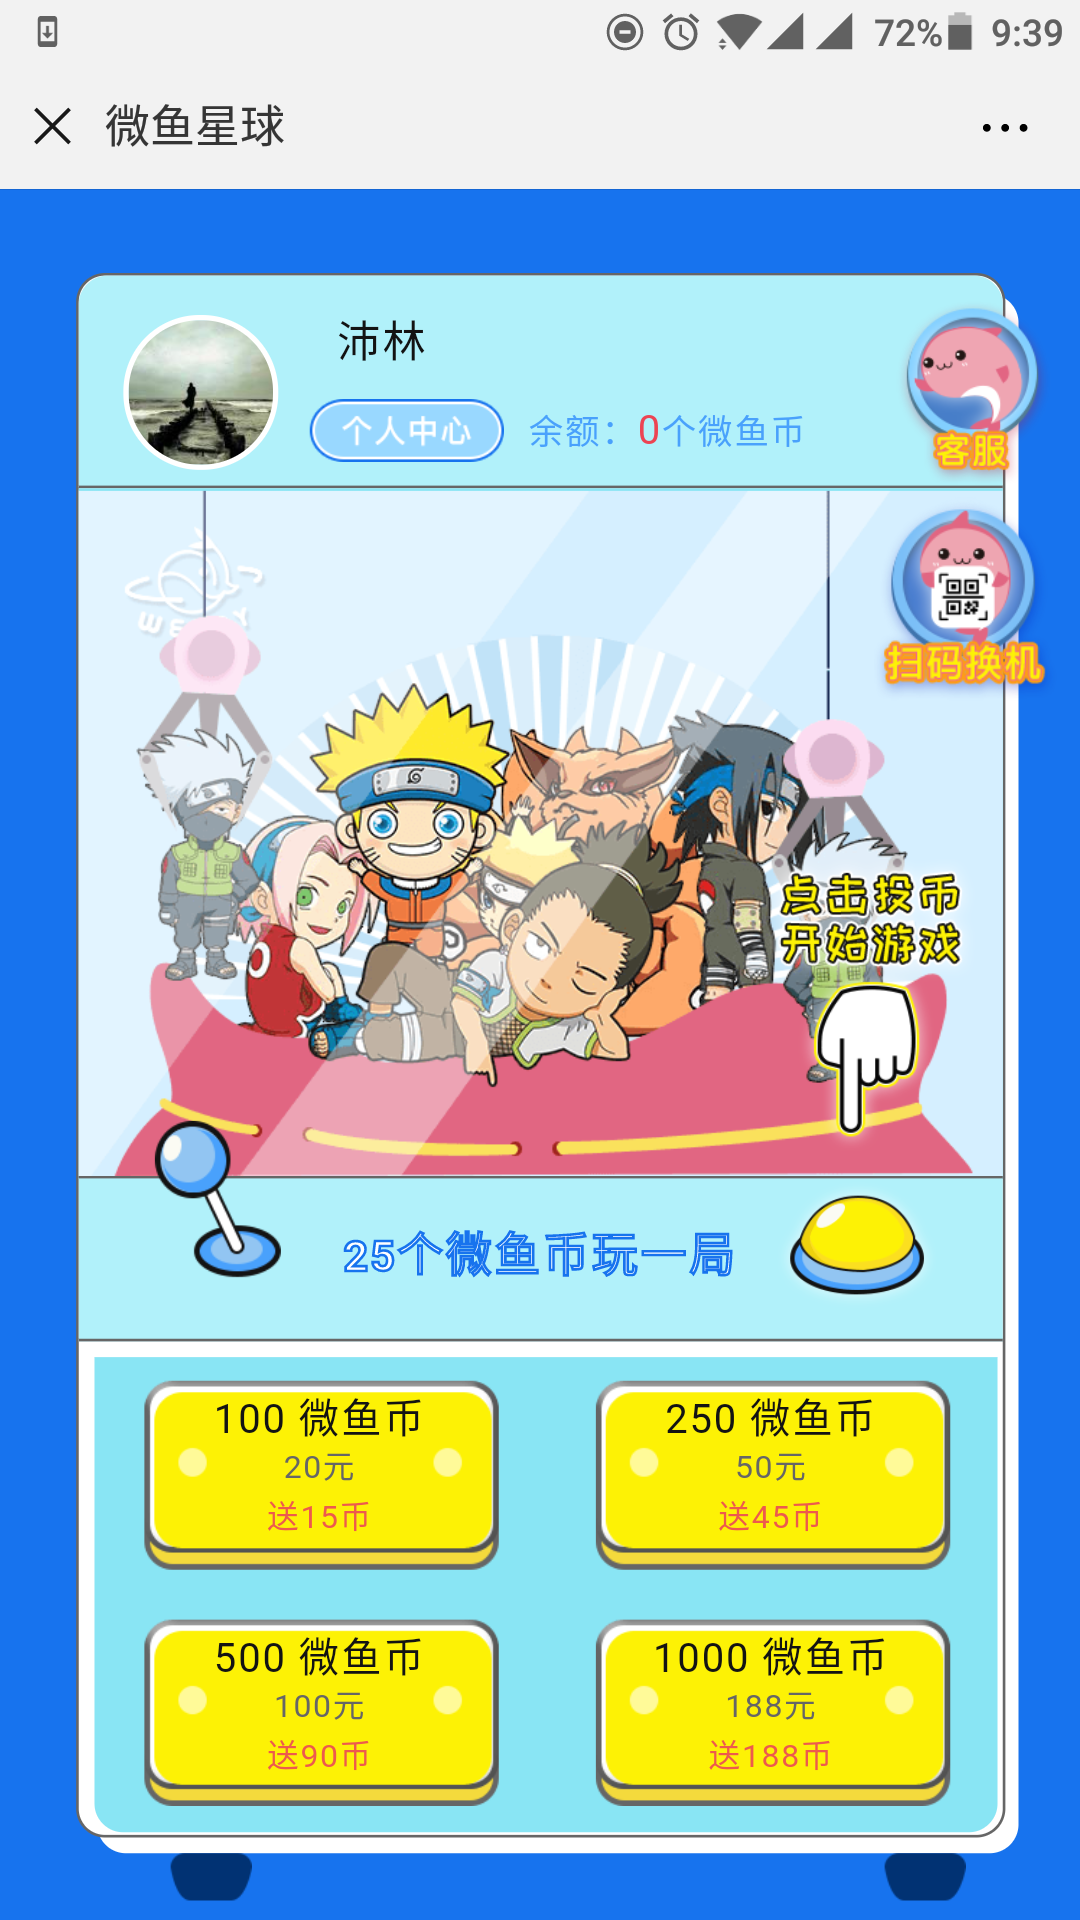 72% 9:39
微鱼星球
沛林
个人中心 余额：0个微鱼币
客服
扫码换机
点击投币
开始游戏
25个微鱼币玩一局
100 微鱼币
20元
送15币
250 微鱼币
50元
送45币
500 微鱼币
100元
送90币
1000 微鱼币
188元
送188币